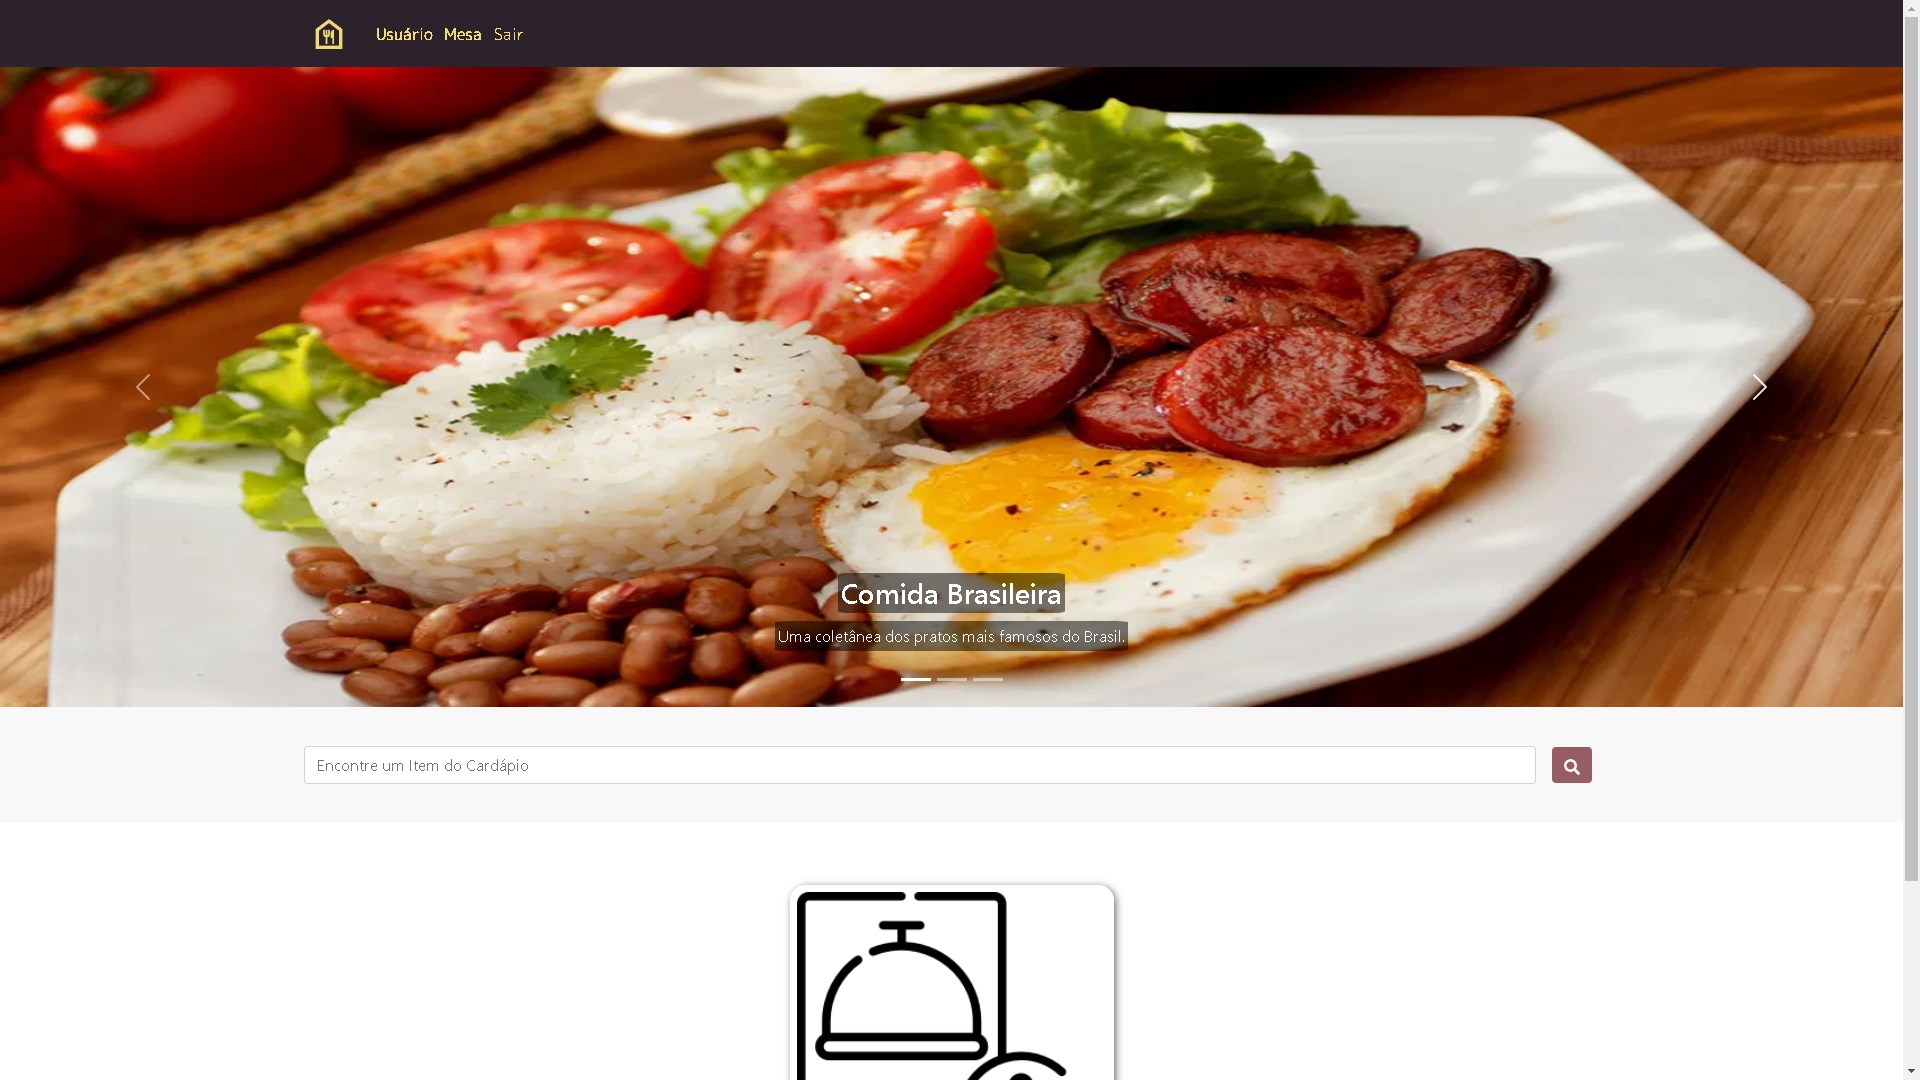 Usuário Mesa Sair
Comida Brasileira
Uma coletânea dos pratos mais famosos do Brasil.
Encontre um Item do Cardápio